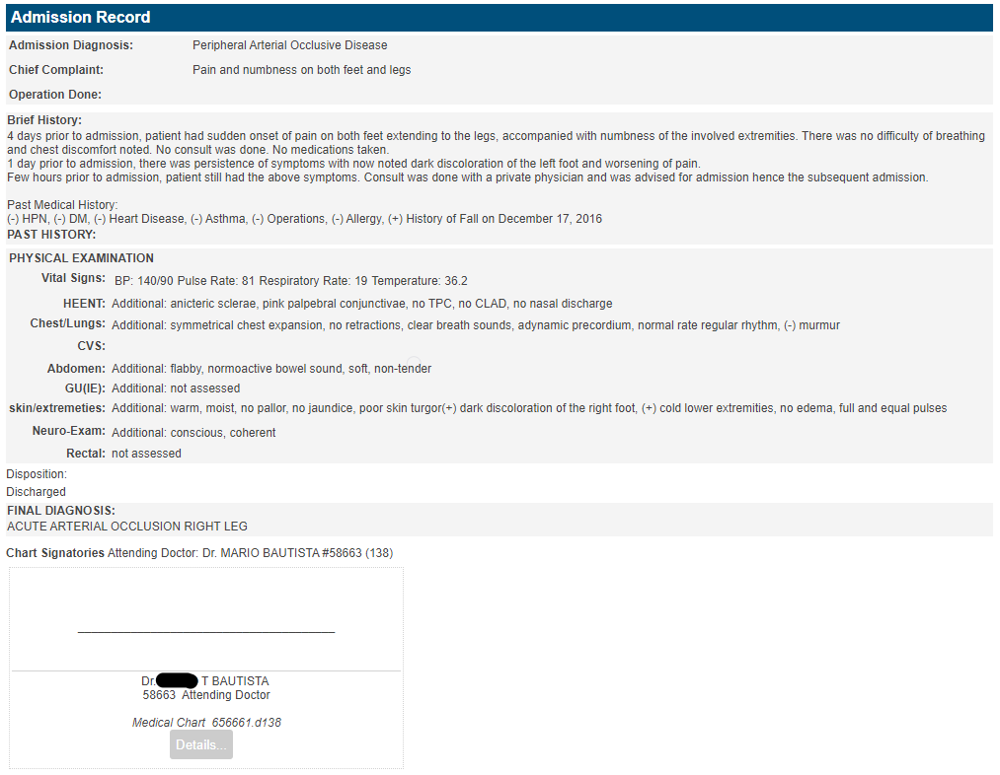 Admission Record
Admission Diagnosis: Peripheral Arterial Occlusive Disease
Chief Complaint: Pain and numbness on both feet and legs
Operation Done:
Brief History:
4 days prior to admission, patient had sudden onset of pain on both feet extending to the legs, accompanied with numbness of the involved extremities. There was no difficulty of breathing
and chest discomfort noted. No consult was done. No medications taken.
1 day prior to admission, there was persistence of symptoms with now noted dark discoloration of the left foot and worsening of pain.
Few hours prior to admission, patient still had the above symptoms. Consult was done with a private physician and was advised for admission hence the subsequent admission.
Past Medical History:
(-) HPN, (-) DM, (-) Heart Disease, (-) Asthma, (-) Operations, (-) Allergy, (+) History of Fall on December 17, 2016
PAST HISTORY:
PHYSICAL EXAMINATION
Vital Signs: BP: 140/90 Pulse Rate: 81 Respiratory Rate: 19 Temperature: 36.2
HEENT: Additional: anicteric sclerae, pink palpebral conjunctivae, no TPC, no CLAD, no nasal discharge
Chest/Lungs: Additional: symmetrical chest expansion, no retractions, clear breath sounds, adynamic precordium, normal rate regular rhythm, (-) murmur
CVS:
Abdomen: Additional: flabby, normoactive bowel sound, soft, non-tender
GU(IE): Additional: not assessed
skin/extremeties: Additional: warm, moist, no pallor, no jaundice, poor skin turgor(+) dark discoloration of the right foot, (+) cold lower extremities, no edema, full and equal pulses
Neuro-Exam: Additional: conscious, coherent
Rectal: not assessed
Disposition:
Discharged
FINAL DIAGNOSIS:
ACUTE ARTERIAL OCCLUSION RIGHT LEG
Chart Signatories Attending Doctor: Dr. MARIO BAUTISTA #58663 (138)
Dr. T BAUTISTA
58663 Attending Doctor
Medical Chart 656661.d138
Details...